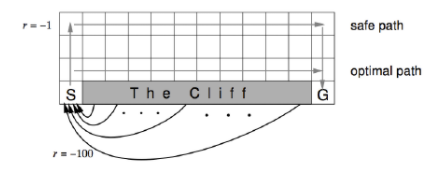 r = -1
safe path
optimal path
S The Cliff G
r = -100